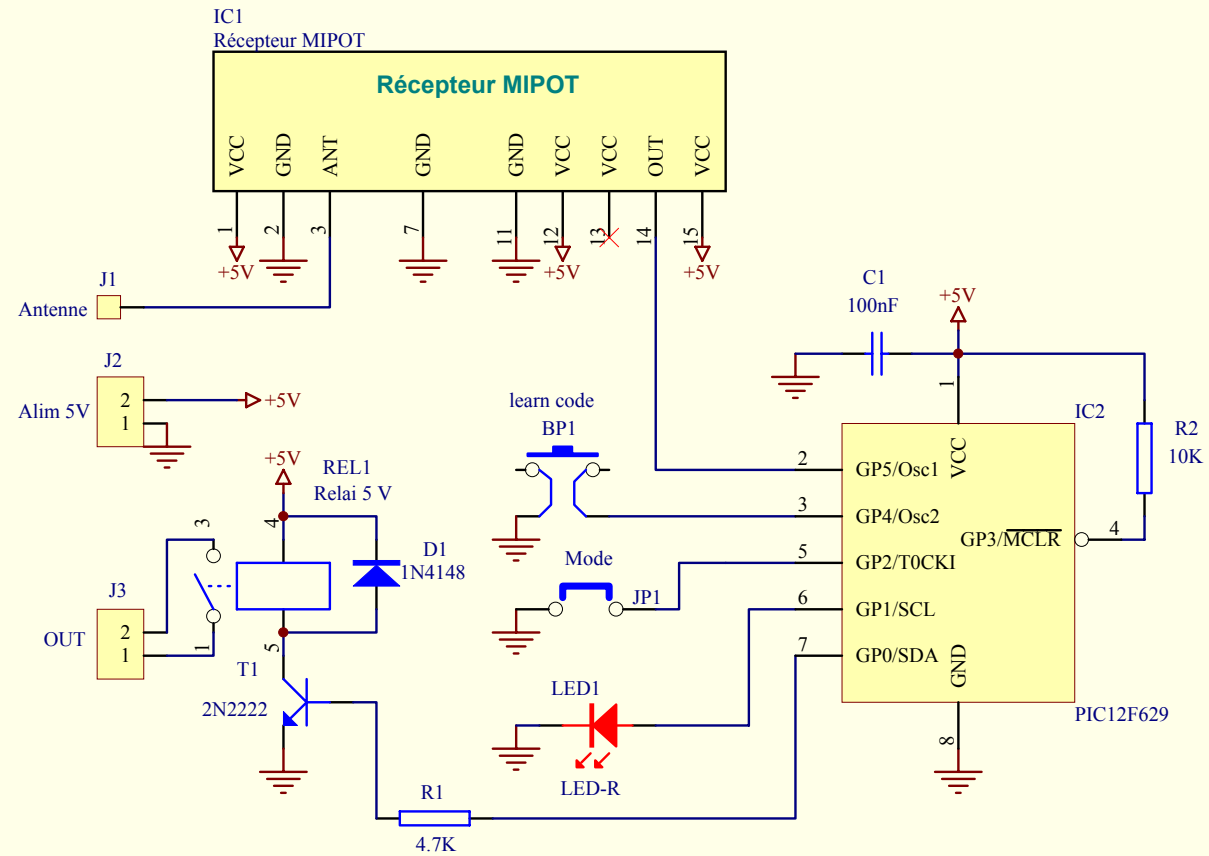 IC1
Récepteur MIPOT
Récepteur MIPOT
VCC
GND
ANT
GND
GND
VCC
VCC
OUT
VCC
1
2
3
7
11
12
13
14
15
+5V
+5V
+5V
J1
Antenne
J2
Alim 5V
2
1
+5V
C1
100nF
+5V
learn code
BP1
IC2
R2
10K
1
VCC
2
GP5/Osc1
3
GP4/Osc2
GP3/MCLR
4
5
GP2/T0CKI
6
GP1/SCL
7
GP0/SDA
GND
8
PIC12F629
Mode
JP1
+5V
REL1
Relai 5 V
3
4
D1
1N4148
J3
OUT
2
1
1
5
T1
2N2222
LED1
LED-R
R1
4.7K